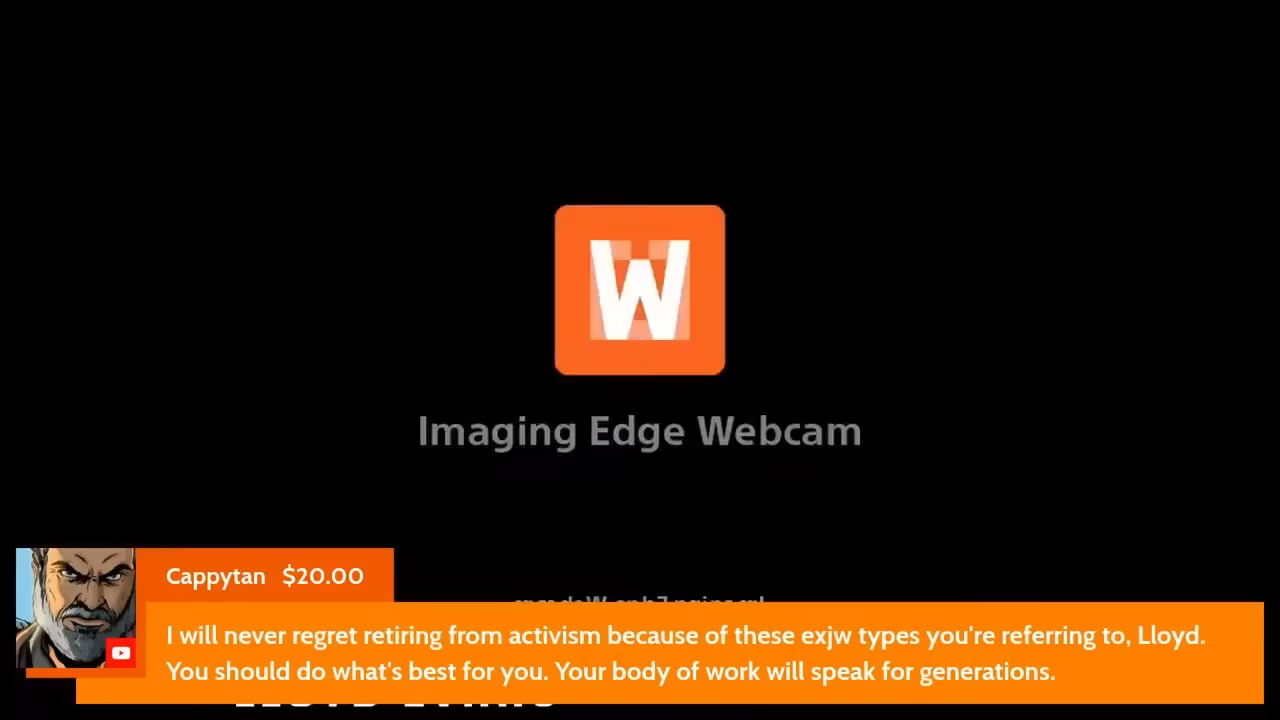 W
Imaging Edge Webcam
Cappytan $20.00
I will never regret retiring from activism because of these exjw types you're referring to, Lloyd.
You should do what's best for you. Your body of work will speak for generations.